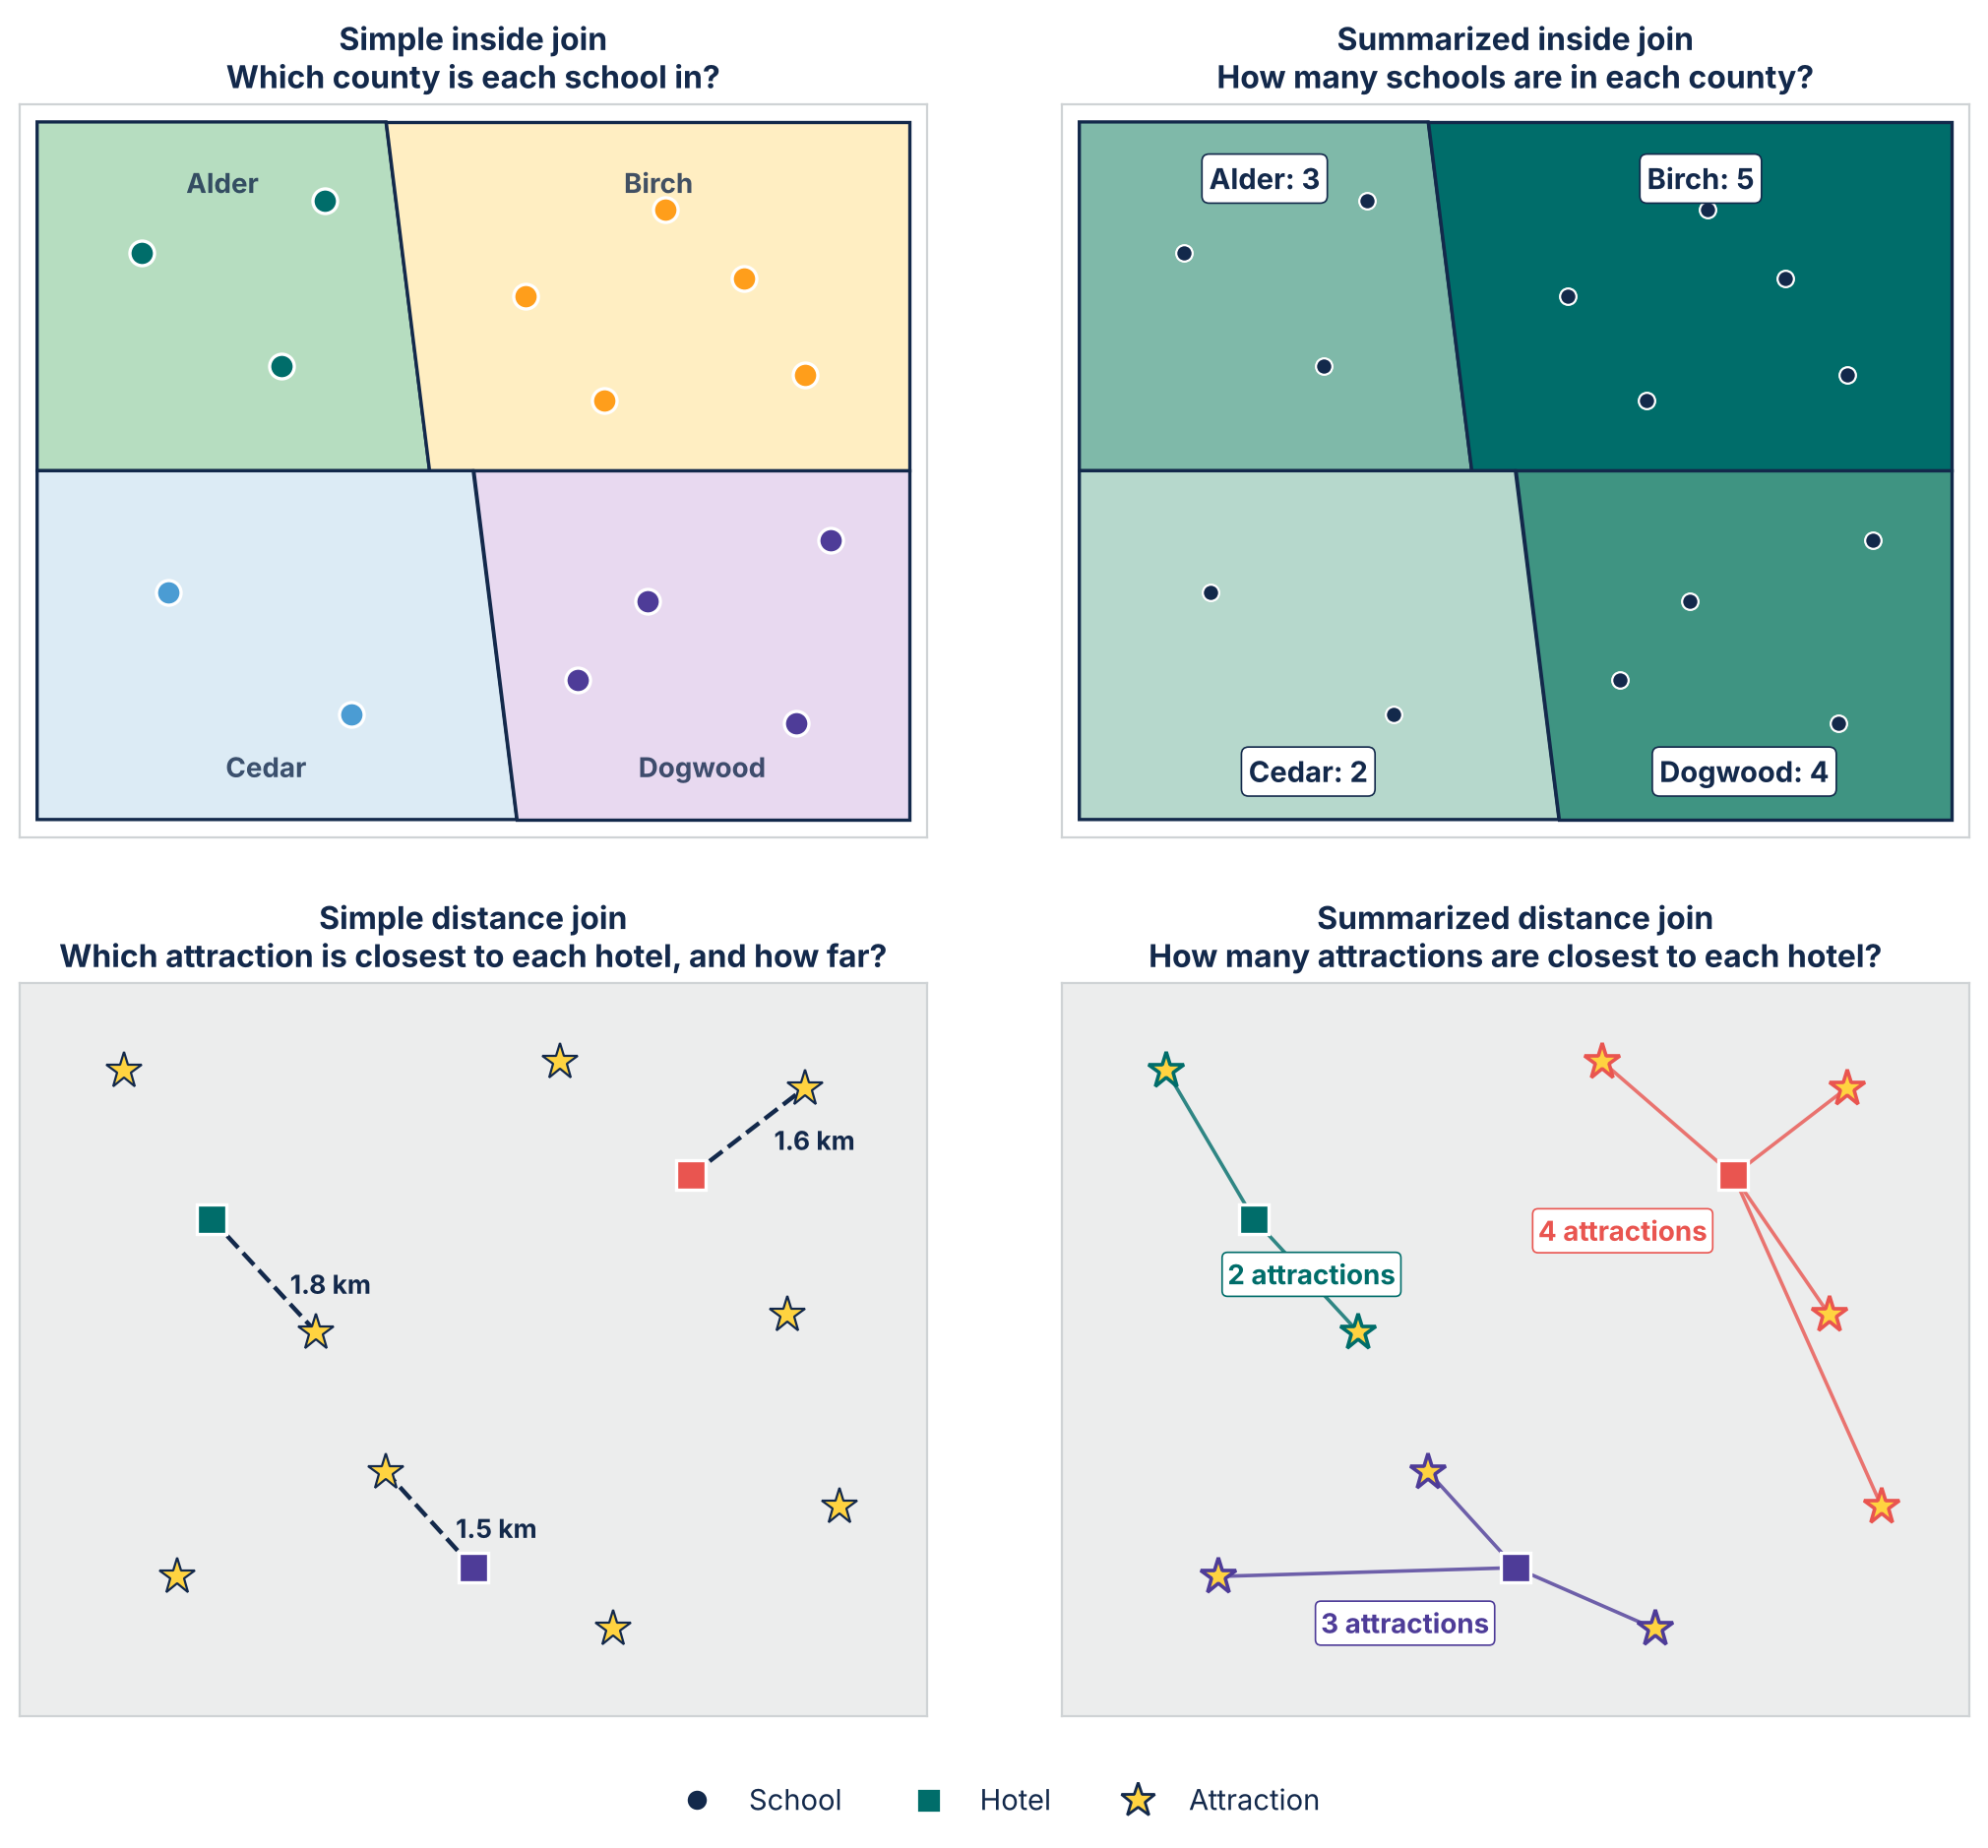 Simple inside join
Which county is each school in?
Alder
Birch
Cedar
Dogwood
Summarized inside join
How many schools are in each county?
Alder: 3
Birch: 5
Cedar: 2
Dogwood: 4
Simple distance join
Which attraction is closest to each hotel, and how far?
1.6 km
1.8 km
1.5 km
Summarized distance join
How many attractions are closest to each hotel?
4 attractions
2 attractions
3 attractions
School
Hotel
Attraction